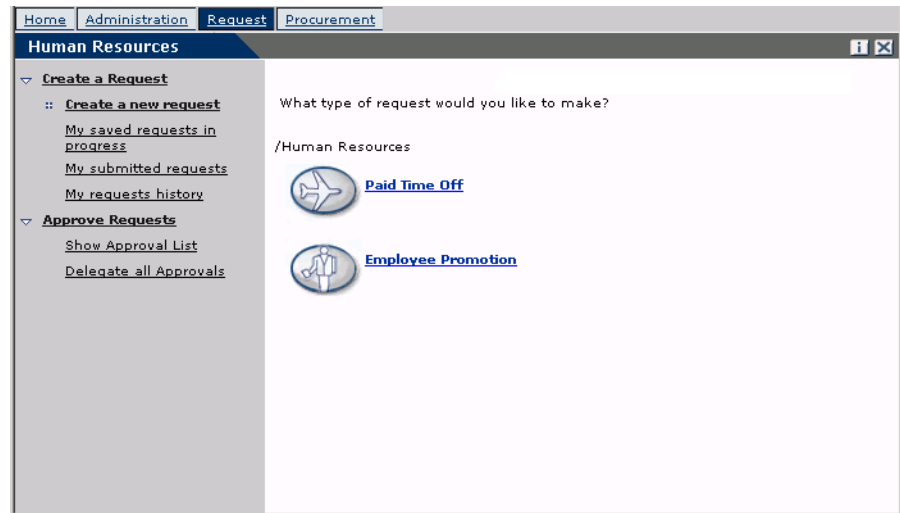 Home Administration Request Procurement
Human Resources
Create a Request
Create a new request
My saved requests in
progress
My submitted requests
My requests history
Approve Requests
Show Approval List
Delegate all Approvals
What type of request would you like to make?
/Human Resources
Paid Time Off
Employee Promotion